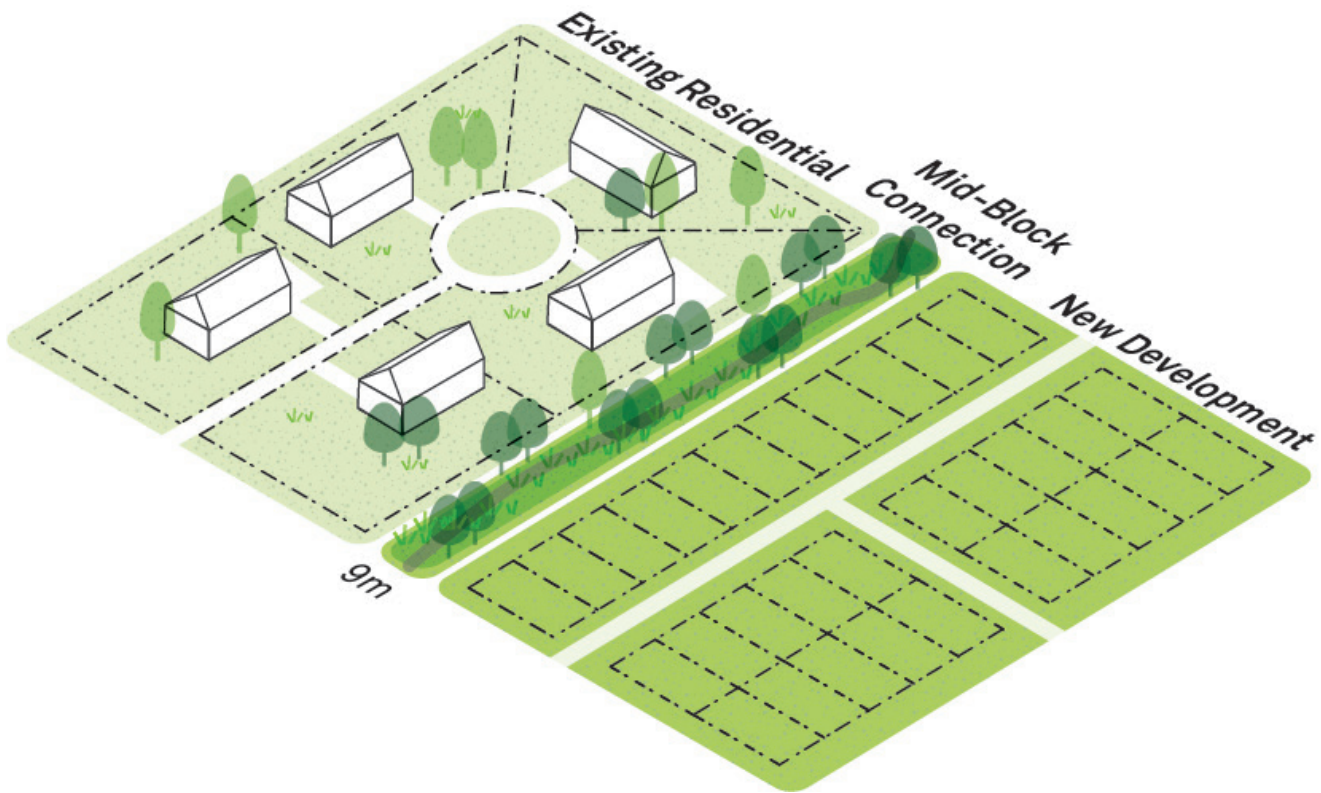 Existing Residential
Mid-Block
Connection
New Development
9m